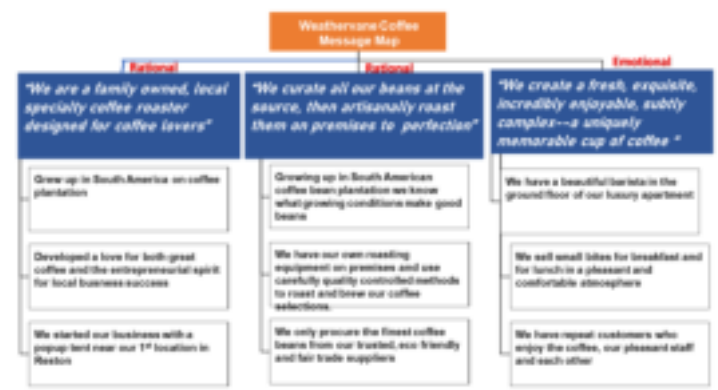 Weathervane Coffee
Message Map
Rational
Rational
Emotional
"We are a family owned, local
specialty coffee roaster
designed for coffee lovers"
"We curate all our beans at the
source, then artisanally roast
them on premises to perfection"
"We create a fresh, exquisite,
incredibly enjoyable, subtly
complex---a uniquely
memorable cup of coffee "
Grew up in South America on coffee
plantation
Developed a love for both great
coffee and the entrepreneurial spirit
for local business success
We started our business with a
popup tent near our 1st location in
Reston
Growing up in South American
coffee bean plantation we know
what growing conditions make good
beans
We have our own roasting
equipment on premises and use
carefully quality controlled methods
to roast and brew our coffee
selections.
We only procure the finest coffee
beans from our trusted, eco friendly
and fair trade suppliers
We have a beautiful barista in the
ground floor of our luxury apartment
We sell small bites for breakfast and
for lunch in a pleasant and
comfortable atmosphere
We have repeat customers who
enjoy the coffee, our pleasant staff
and each other